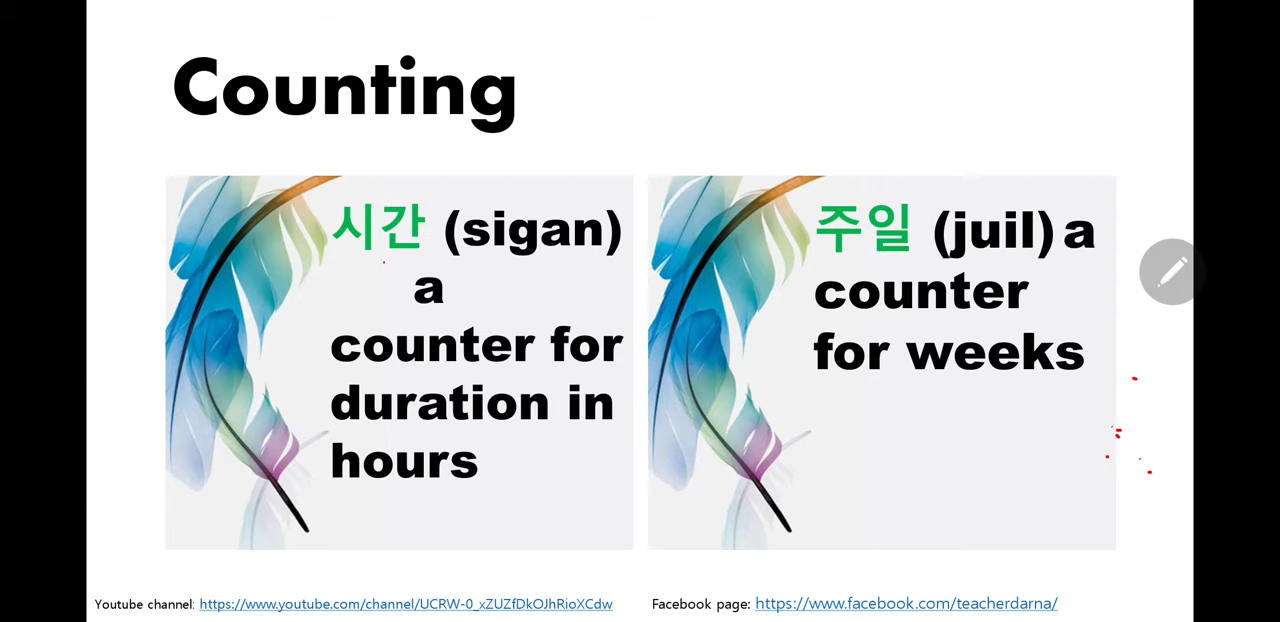 Counting
시간 (sigan)
a
counter for
duration in
hours
주일 (juil) a
counter
for weeks
Youtube channel: https://www.youtube.com/channel/UCRW-0_xZUZfDkOJhRioXCdw
Facebook page: https://www.facebook.com/teacherdarna/